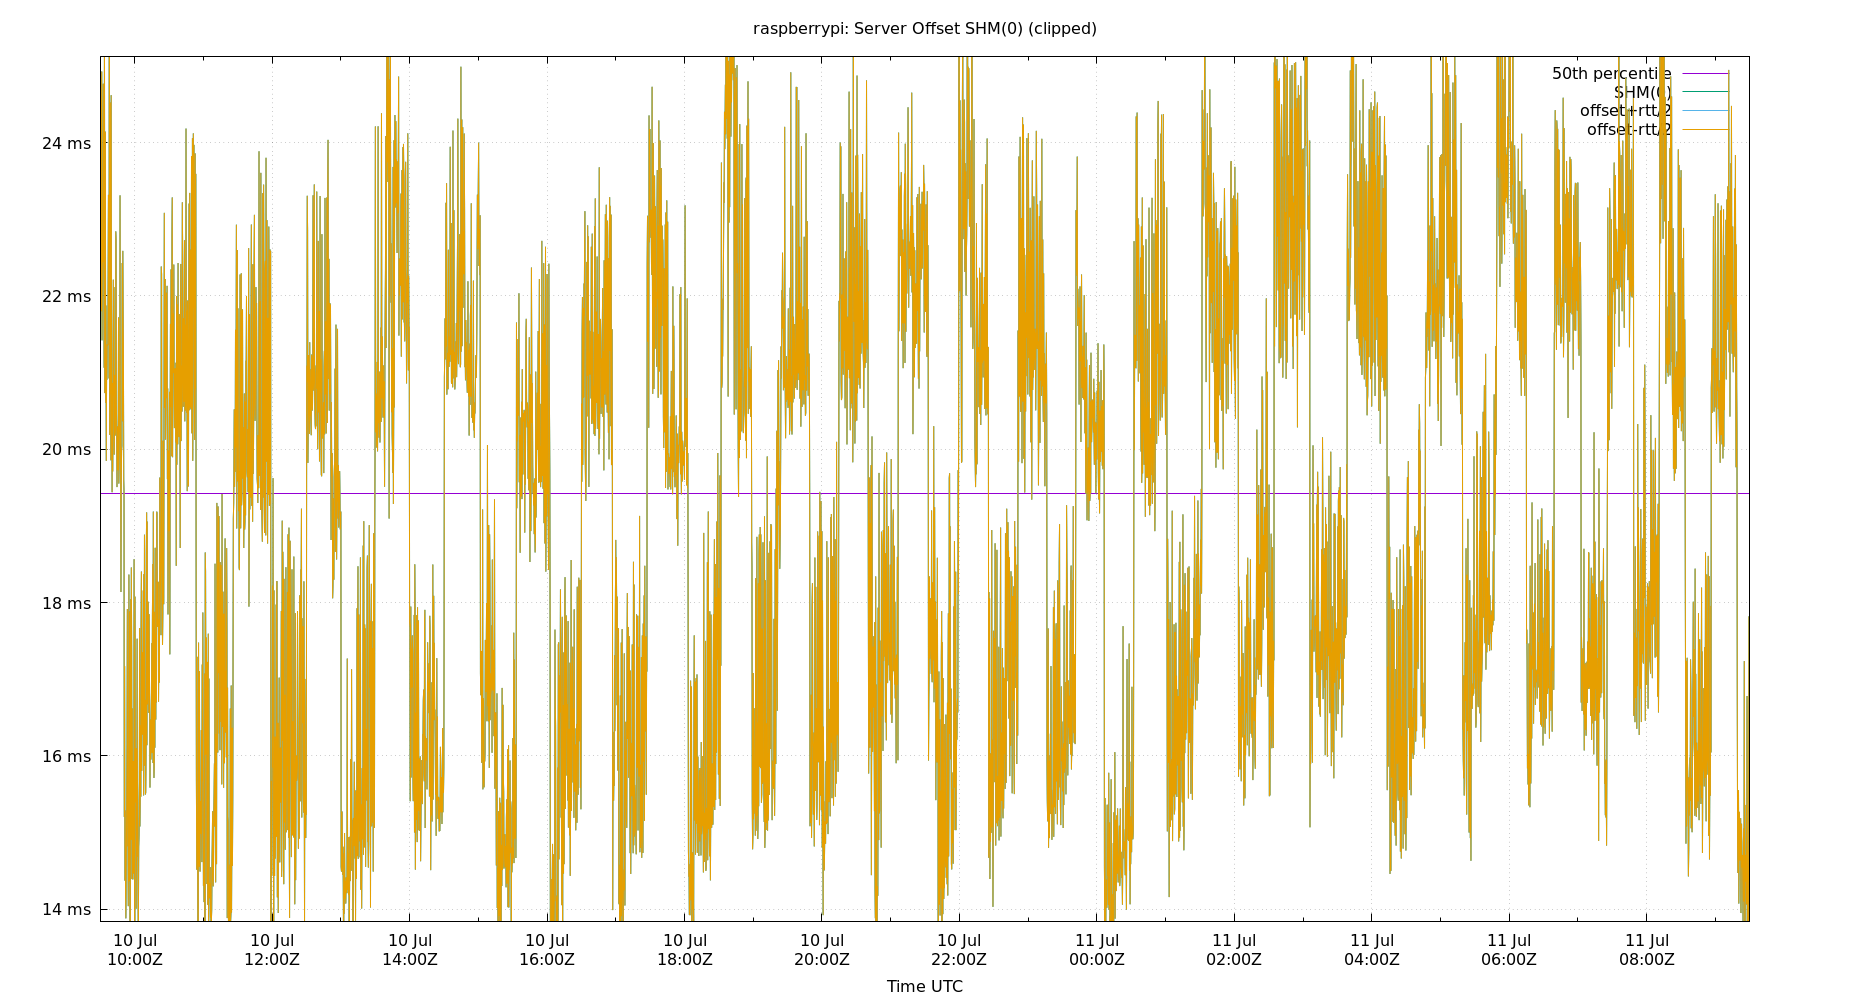 raspberrypi: Server Offset SHM(0) (clipped)
50th percentile
SHM(0)
offset+rtt/2
offset-rtt/2
24 ms
22 ms
20 ms
18 ms
16 ms
14 ms
10 Jul 10 Jul 10 Jul 10 Jul 10 Jul 10 Jul 10 Jul 11 Jul 11 Jul 11 Jul 11 Jul 11 Jul
10:00Z 12:00Z 14:00Z 16:00Z 18:00Z 20:00Z 22:00Z 00:00Z 02:00Z 04:00Z 06:00Z 08:00Z
Time UTC